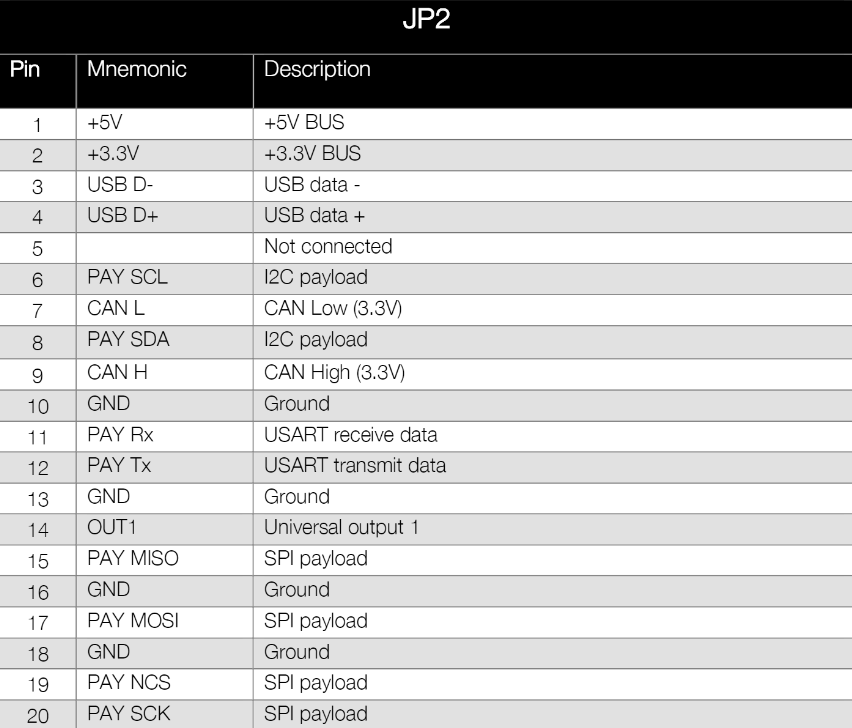 JP2
Pin Mnemonic Description
1 +5V +5V BUS
2 +3.3V +3.3V BUS
3 USB D- USB data -
4 USB D+ USB data +
5 Not connected
6 PAY SCL I2C payload
7 CAN L CAN Low (3.3V)
8 PAY SDA I2C payload
9 CAN H CAN High (3.3V)
10 GND Ground
11 PAY Rx USART receive data
12 PAY Tx USART transmit data
13 GND Ground
14 OUT1 Universal output 1
15 PAY MISO SPI payload
16 GND Ground
17 PAY MOSI SPI payload
18 GND Ground
19 PAY NCS SPI payload
20 PAY SCK SPI payload